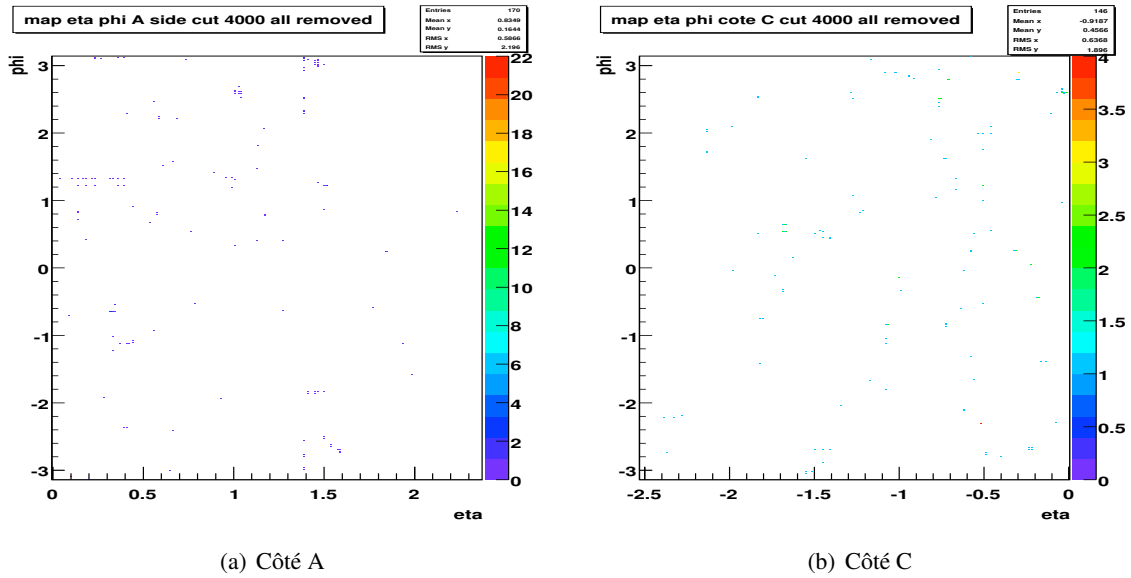 map eta phi A side cut 4000 all removed
Entries 170
Mean x 0.8349
Mean y 0.1644
RMS x 0.5866
RMS y 2.196
phi
3
2
1
0
-1
-2
-3
0 0.5 1 1.5 2
eta
22
20
18
16
14
12
10
8
6
4
2
0
(a) Côté A
map eta phi cote C cut 4000 all removed
Entries 146
Mean x -0.9187
Mean y 0.4566
RMS x 0.6368
RMS y 1.896
phi
3
2
1
0
-1
-2
-3
-2.5 -2 -1.5 -1 -0.5 0
eta
4
3.5
3
2.5
2
1.5
1
0.5
0
(b) Côté C